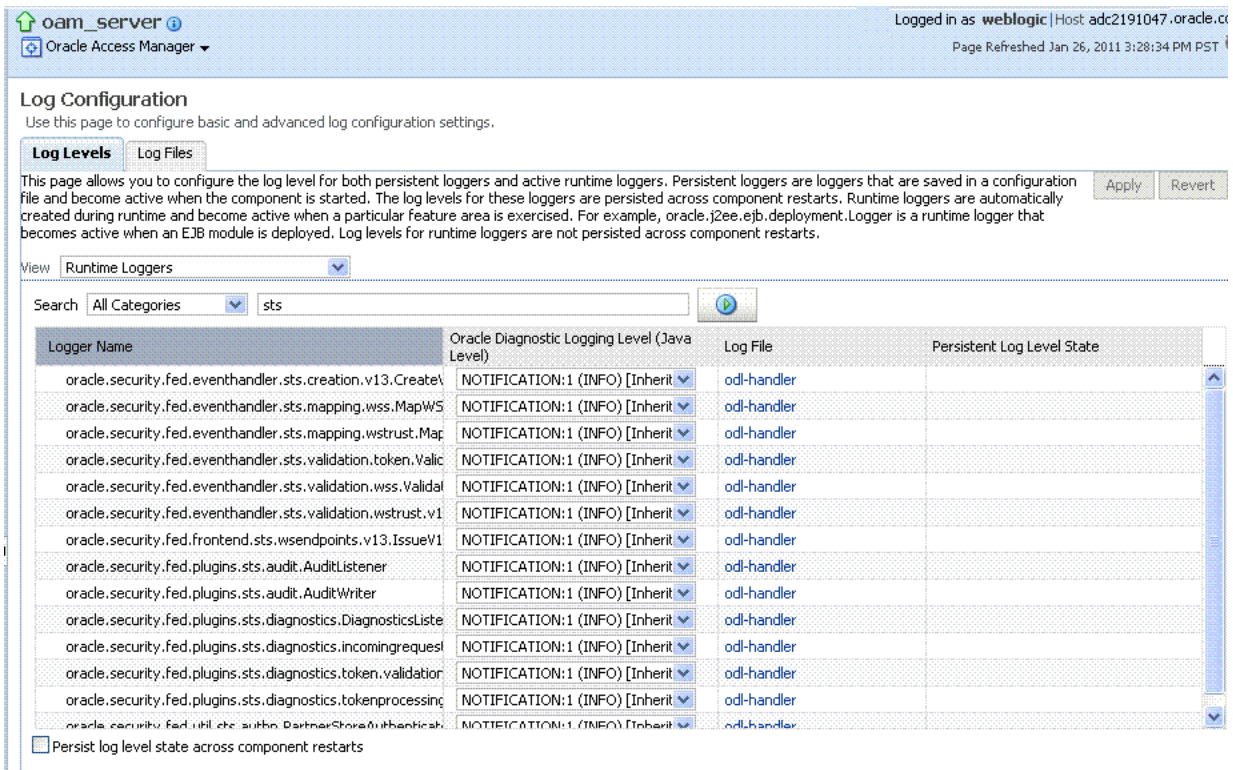 oam_server
Logged in as weblogic|Host adc2191047.oracle.co
Oracle Access Manager
Page Refreshed Jan 26, 2011 3:28:34 PM PST
Log Configuration
Use this page to configure basic and advanced log configuration settings.
Log Levels Log Files
This page allows you to configure the log level for both persistent loggers and active runtime loggers. Persistent loggers are loggers that are saved in a configuration
file and become active when the component is started. The log levels for these loggers are persisted across component restarts. Runtime loggers are automatically
created during runtime and become active when a particular feature area is exercised. For example, oracle.j2ee.ejb.deployment.Logger is a runtime logger that
becomes active when an EJB module is deployed. Log levels for runtime loggers are not persisted across component restarts.
Apply Revert
View Runtime Loggers
Search All Categories sts
Logger Name Oracle Diagnostic Logging Level (Java
Level) Log File Persistent Log Level State
oracle.security.fed.eventhandler.sts.creation.v13.CreateV NOTIFICATION:1 (INFO) [Inherit odl-handler
oracle.security.fed.eventhandler.sts.mapping.wss.MapWS NOTIFICATION:1 (INFO) [Inherit odl-handler
oracle.security.fed.eventhandler.sts.mapping.wstrust.Map NOTIFICATION:1 (INFO) [Inherit odl-handler
oracle.security.fed.eventhandler.sts.validation.token.Valic NOTIFICATION:1 (INFO) [Inherit odl-handler
oracle.security.fed.eventhandler.sts.validation.wss.Validat NOTIFICATION:1 (INFO) [Inherit odl-handler
oracle.security.fed.eventhandler.sts.validation.wstrust.v1 NOTIFICATION:1 (INFO) [Inherit odl-handler
oracle.security.fed.frontend.sts.wsendpoints.v13.IssueV1 NOTIFICATION:1 (INFO) [Inherit odl-handler
oracle.security.fed.plugins.sts.audit.AuditListener NOTIFICATION:1 (INFO) [Inherit odl-handler
oracle.security.fed.plugins.sts.audit.AuditWriter NOTIFICATION:1 (INFO) [Inherit odl-handler
oracle.security.fed.plugins.sts.diagnostics.DiagnosticsListe NOTIFICATION:1 (INFO) [Inherit odl-handler
oracle.security.fed.plugins.sts.diagnostics.incomingrequest NOTIFICATION:1 (INFO) [Inherit odl-handler
oracle.security.fed.plugins.sts.diagnostics.token.validation NOTIFICATION:1 (INFO) [Inherit odl-handler
oracle.security.fed.plugins.sts.diagnostics.tokenprocessing NOTIFICATION:1 (INFO) [Inherit odl-handler
oracle.security.fed.util.sts.authn.PartnerStoreAuthenticat NOTIFICATION:1 (INFO) [Inherit odl-handler
Persist log level state across component restarts